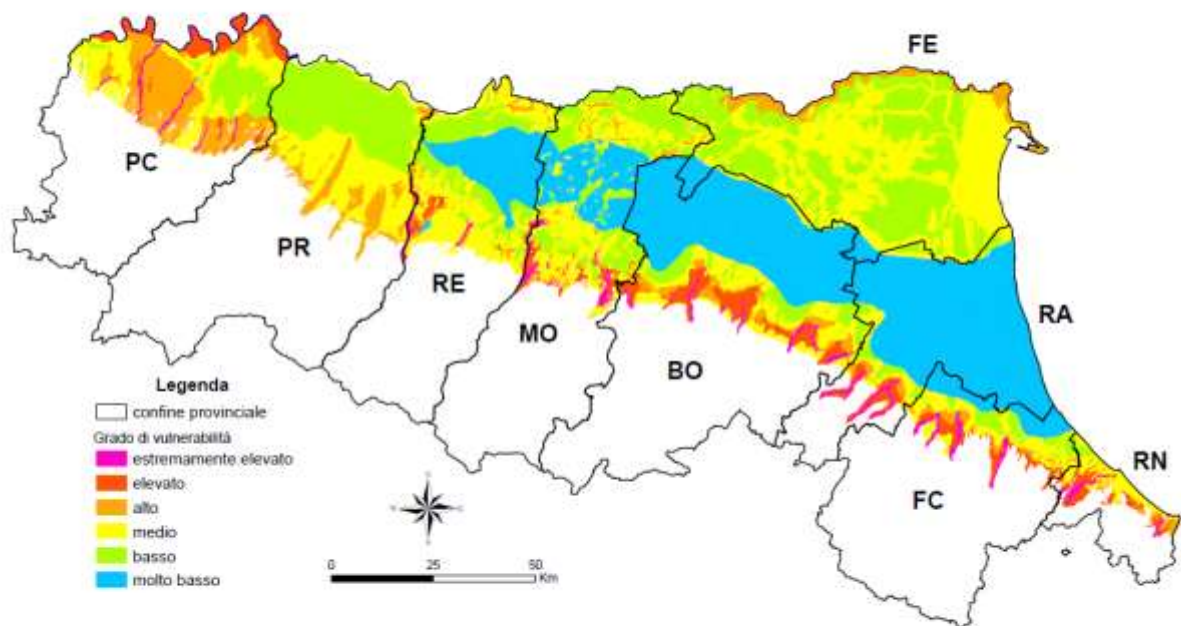 FE
PC
PR
RE
MO
BO
RA
FC
RN
Legenda
confine provinciale
Grado di vulnerabilità
estremamente elevato
elevato
alto
medio
basso
molto basso
0 25 50
Km